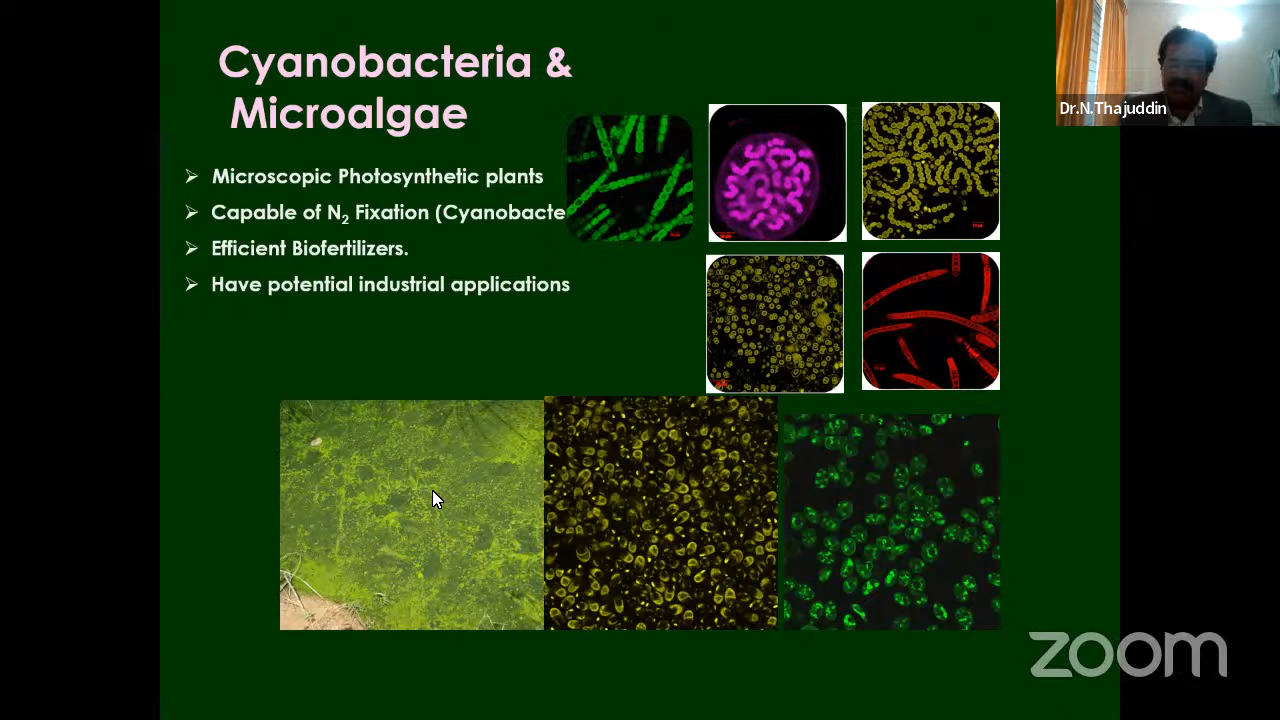 Cyanobacteria &
Microalgae
Dr.N.Thajuddin
➢ Microscopic Photosynthetic plants
➢ Capable of N₂ Fixation (Cyanobacte
➢ Efficient Biofertilizers.
➢ Have potential industrial applications
zoom